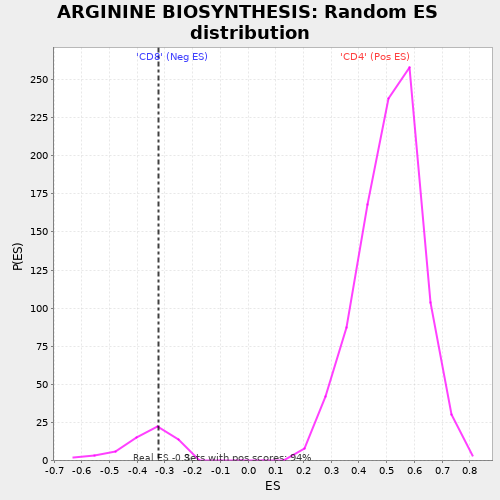 ARGININE BIOSYNTHESIS: Random ES
distribution
'CD8' (Neg ES)
'CD4' (Pos ES)
250
225
200
175
150
125
100
75
50
25
0
P(ES)
Real ES -0.3
Sets with pos scores: 94%
-0.7 -0.6 -0.5 -0.4 -0.3 -0.2 -0.1 0.0 0.1 0.2 0.3 0.4 0.5 0.6 0.7 0.8
ES